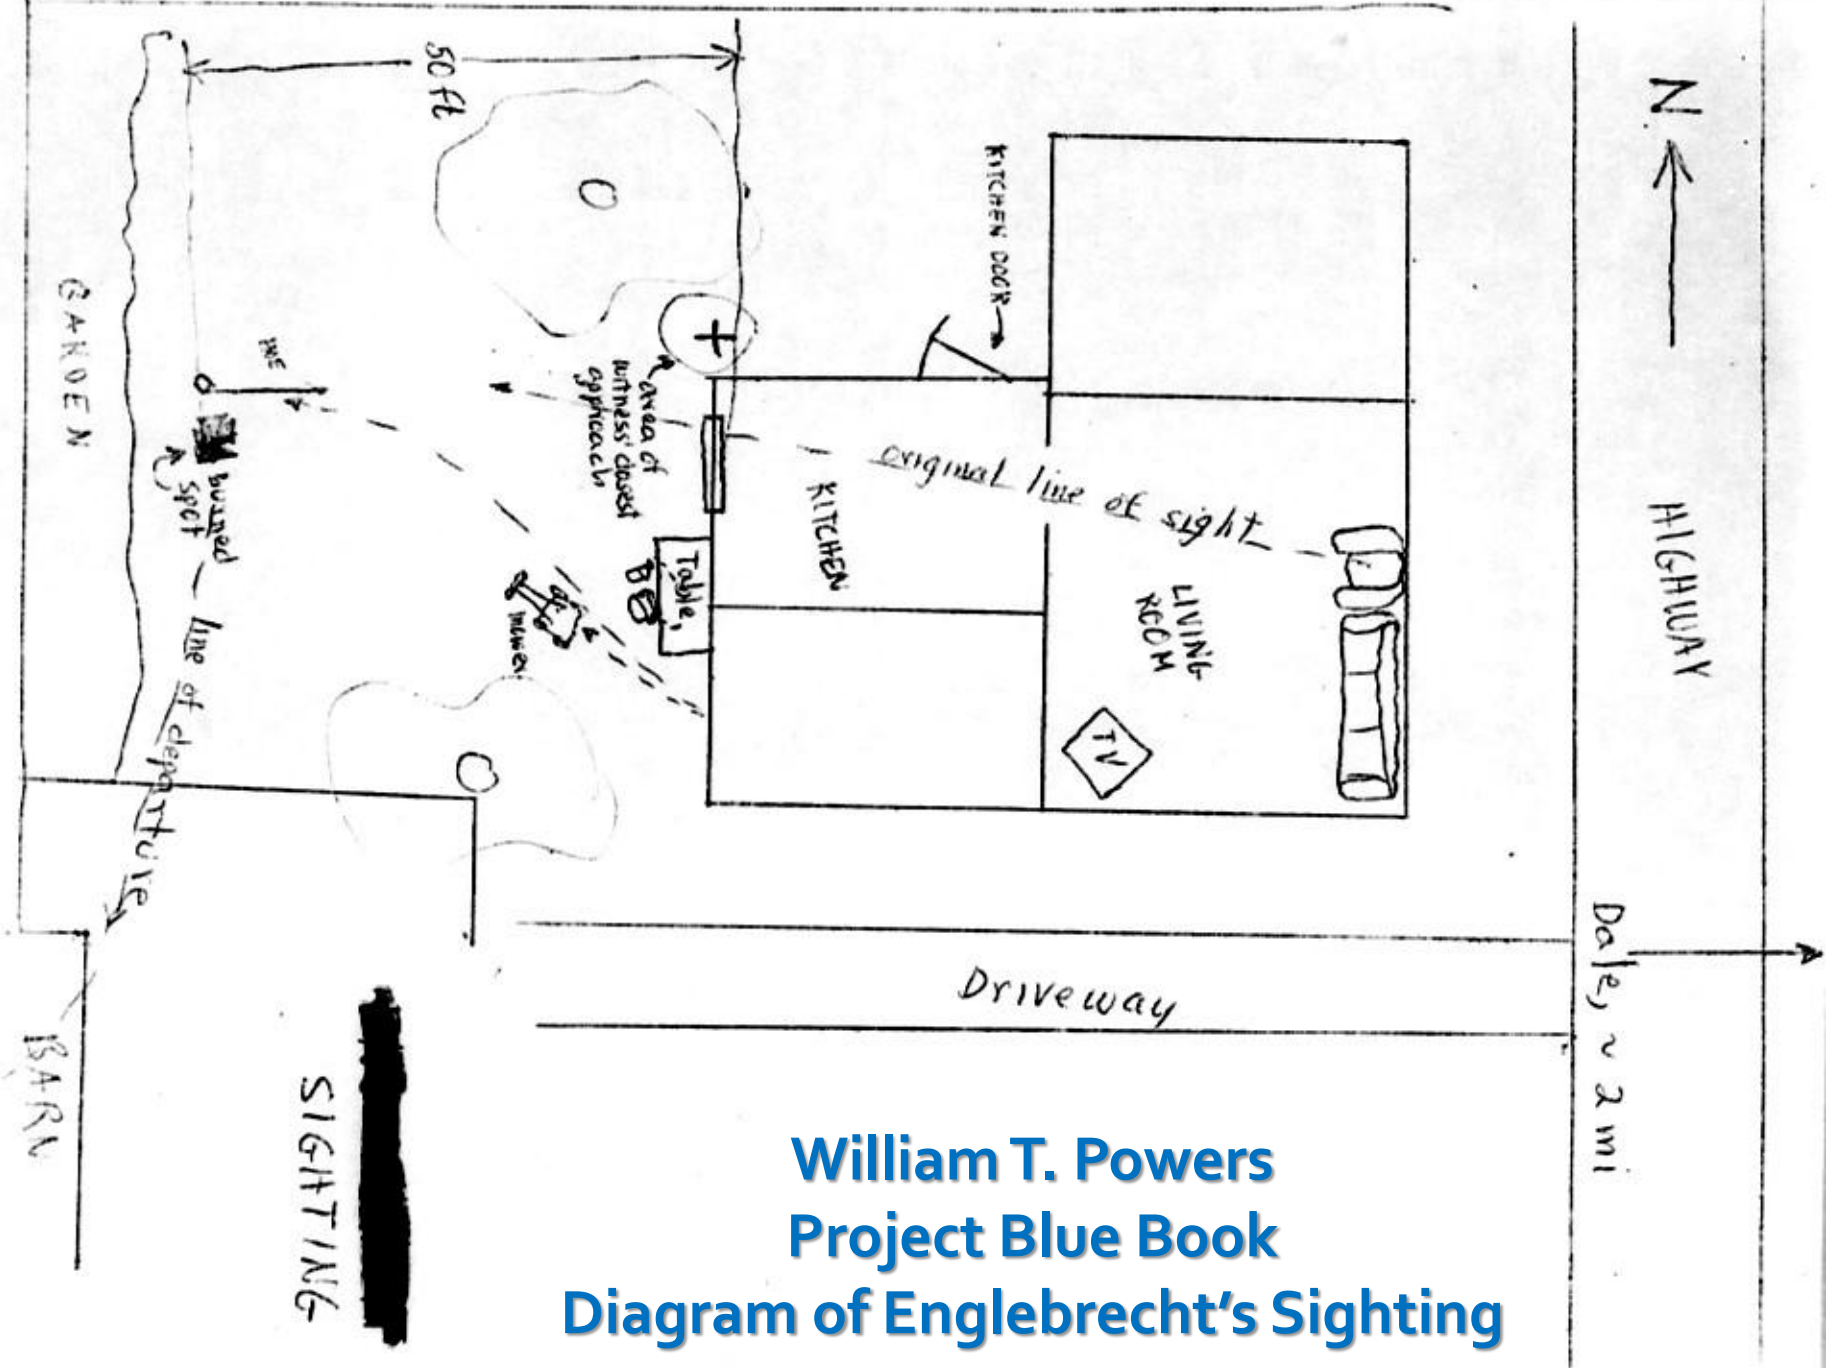 50 ft
N
HIGHWAY
KITCHEN DOOR
GARDEN
area of
witness' closest
approach
original line of sight
KITCHEN
LIVING
ROOM
TV
Table,
BBQ
mower
burned
spot
line of departure
Driveway
Dale, ~ 2 mi
BARN
SIGHTING
William T. Powers
Project Blue Book
Diagram of Englebrecht's Sighting